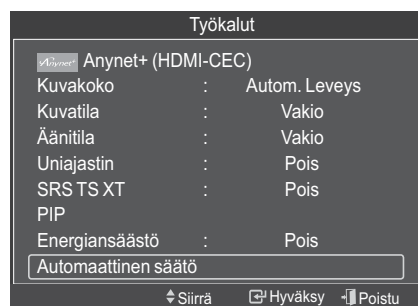 Työkalut
Anynet+ Anynet+ (HDMI-CEC)
Kuvakoko : Autom. Leveys
Kuvatila : Vakio
Äänitila : Vakio
Uniajastin : Pois
SRS TS XT : Pois
PIP
Energiansäästö : Pois
Automaattinen säätö
Siirrä Hyväksy Poistu